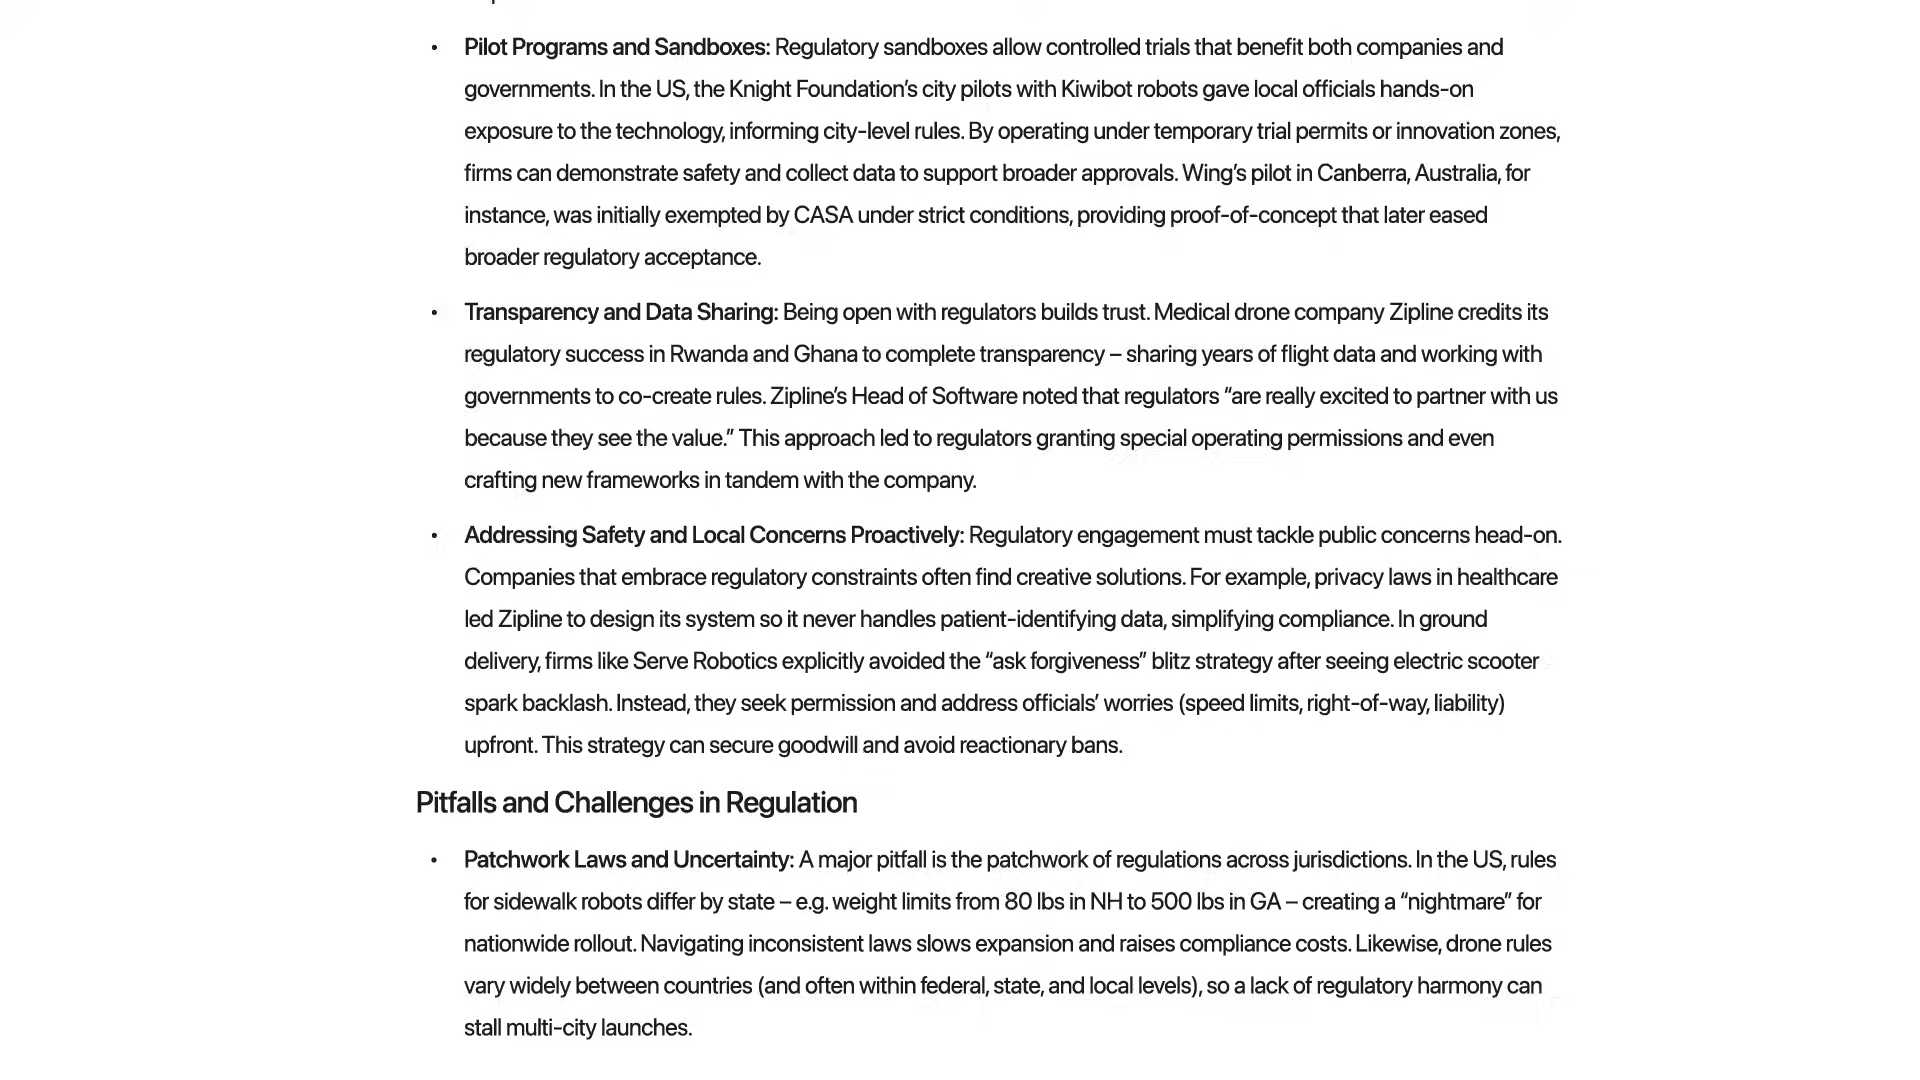 • Pilot Programs and Sandboxes: Regulatory sandboxes allow controlled trials that benefit both companies and
governments. In the US, the Knight Foundation’s city pilots with Kiwibot robots gave local officials hands-on
exposure to the technology, informing city-level rules. By operating under temporary trial permits or innovation zones,
firms can demonstrate safety and collect data to support broader approvals. Wing’s pilot in Canberra, Australia, for
instance, was initially exempted by CASA under strict conditions, providing proof-of-concept that later eased
broader regulatory acceptance.
• Transparency and Data Sharing: Being open with regulators builds trust. Medical drone company Zipline credits its
regulatory success in Rwanda and Ghana to complete transparency – sharing years of flight data and working with
governments to co-create rules. Zipline’s Head of Software noted that regulators “are really excited to partner with us
because they see the value.” This approach led to regulators granting special operating permissions and even
crafting new frameworks in tandem with the company.
• Addressing Safety and Local Concerns Proactively: Regulatory engagement must tackle public concerns head-on.
Companies that embrace regulatory constraints often find creative solutions. For example, privacy laws in healthcare
led Zipline to design its system so it never handles patient-identifying data, simplifying compliance. In ground
delivery, firms like Serve Robotics explicitly avoided the “ask forgiveness” blitz strategy after seeing electric scooter
spark backlash. Instead, they seek permission and address officials’ worries (speed limits, right-of-way, liability)
upfront. This strategy can secure goodwill and avoid reactionary bans.
Pitfalls and Challenges in Regulation
• Patchwork Laws and Uncertainty: A major pitfall is the patchwork of regulations across jurisdictions. In the US, rules
for sidewalk robots differ by state – e.g. weight limits from 80 lbs in NH to 500 lbs in GA – creating a “nightmare” for
nationwide rollout. Navigating inconsistent laws slows expansion and raises compliance costs. Likewise, drone rules
vary widely between countries (and often within federal, state, and local levels), so a lack of regulatory harmony can
stall multi-city launches.